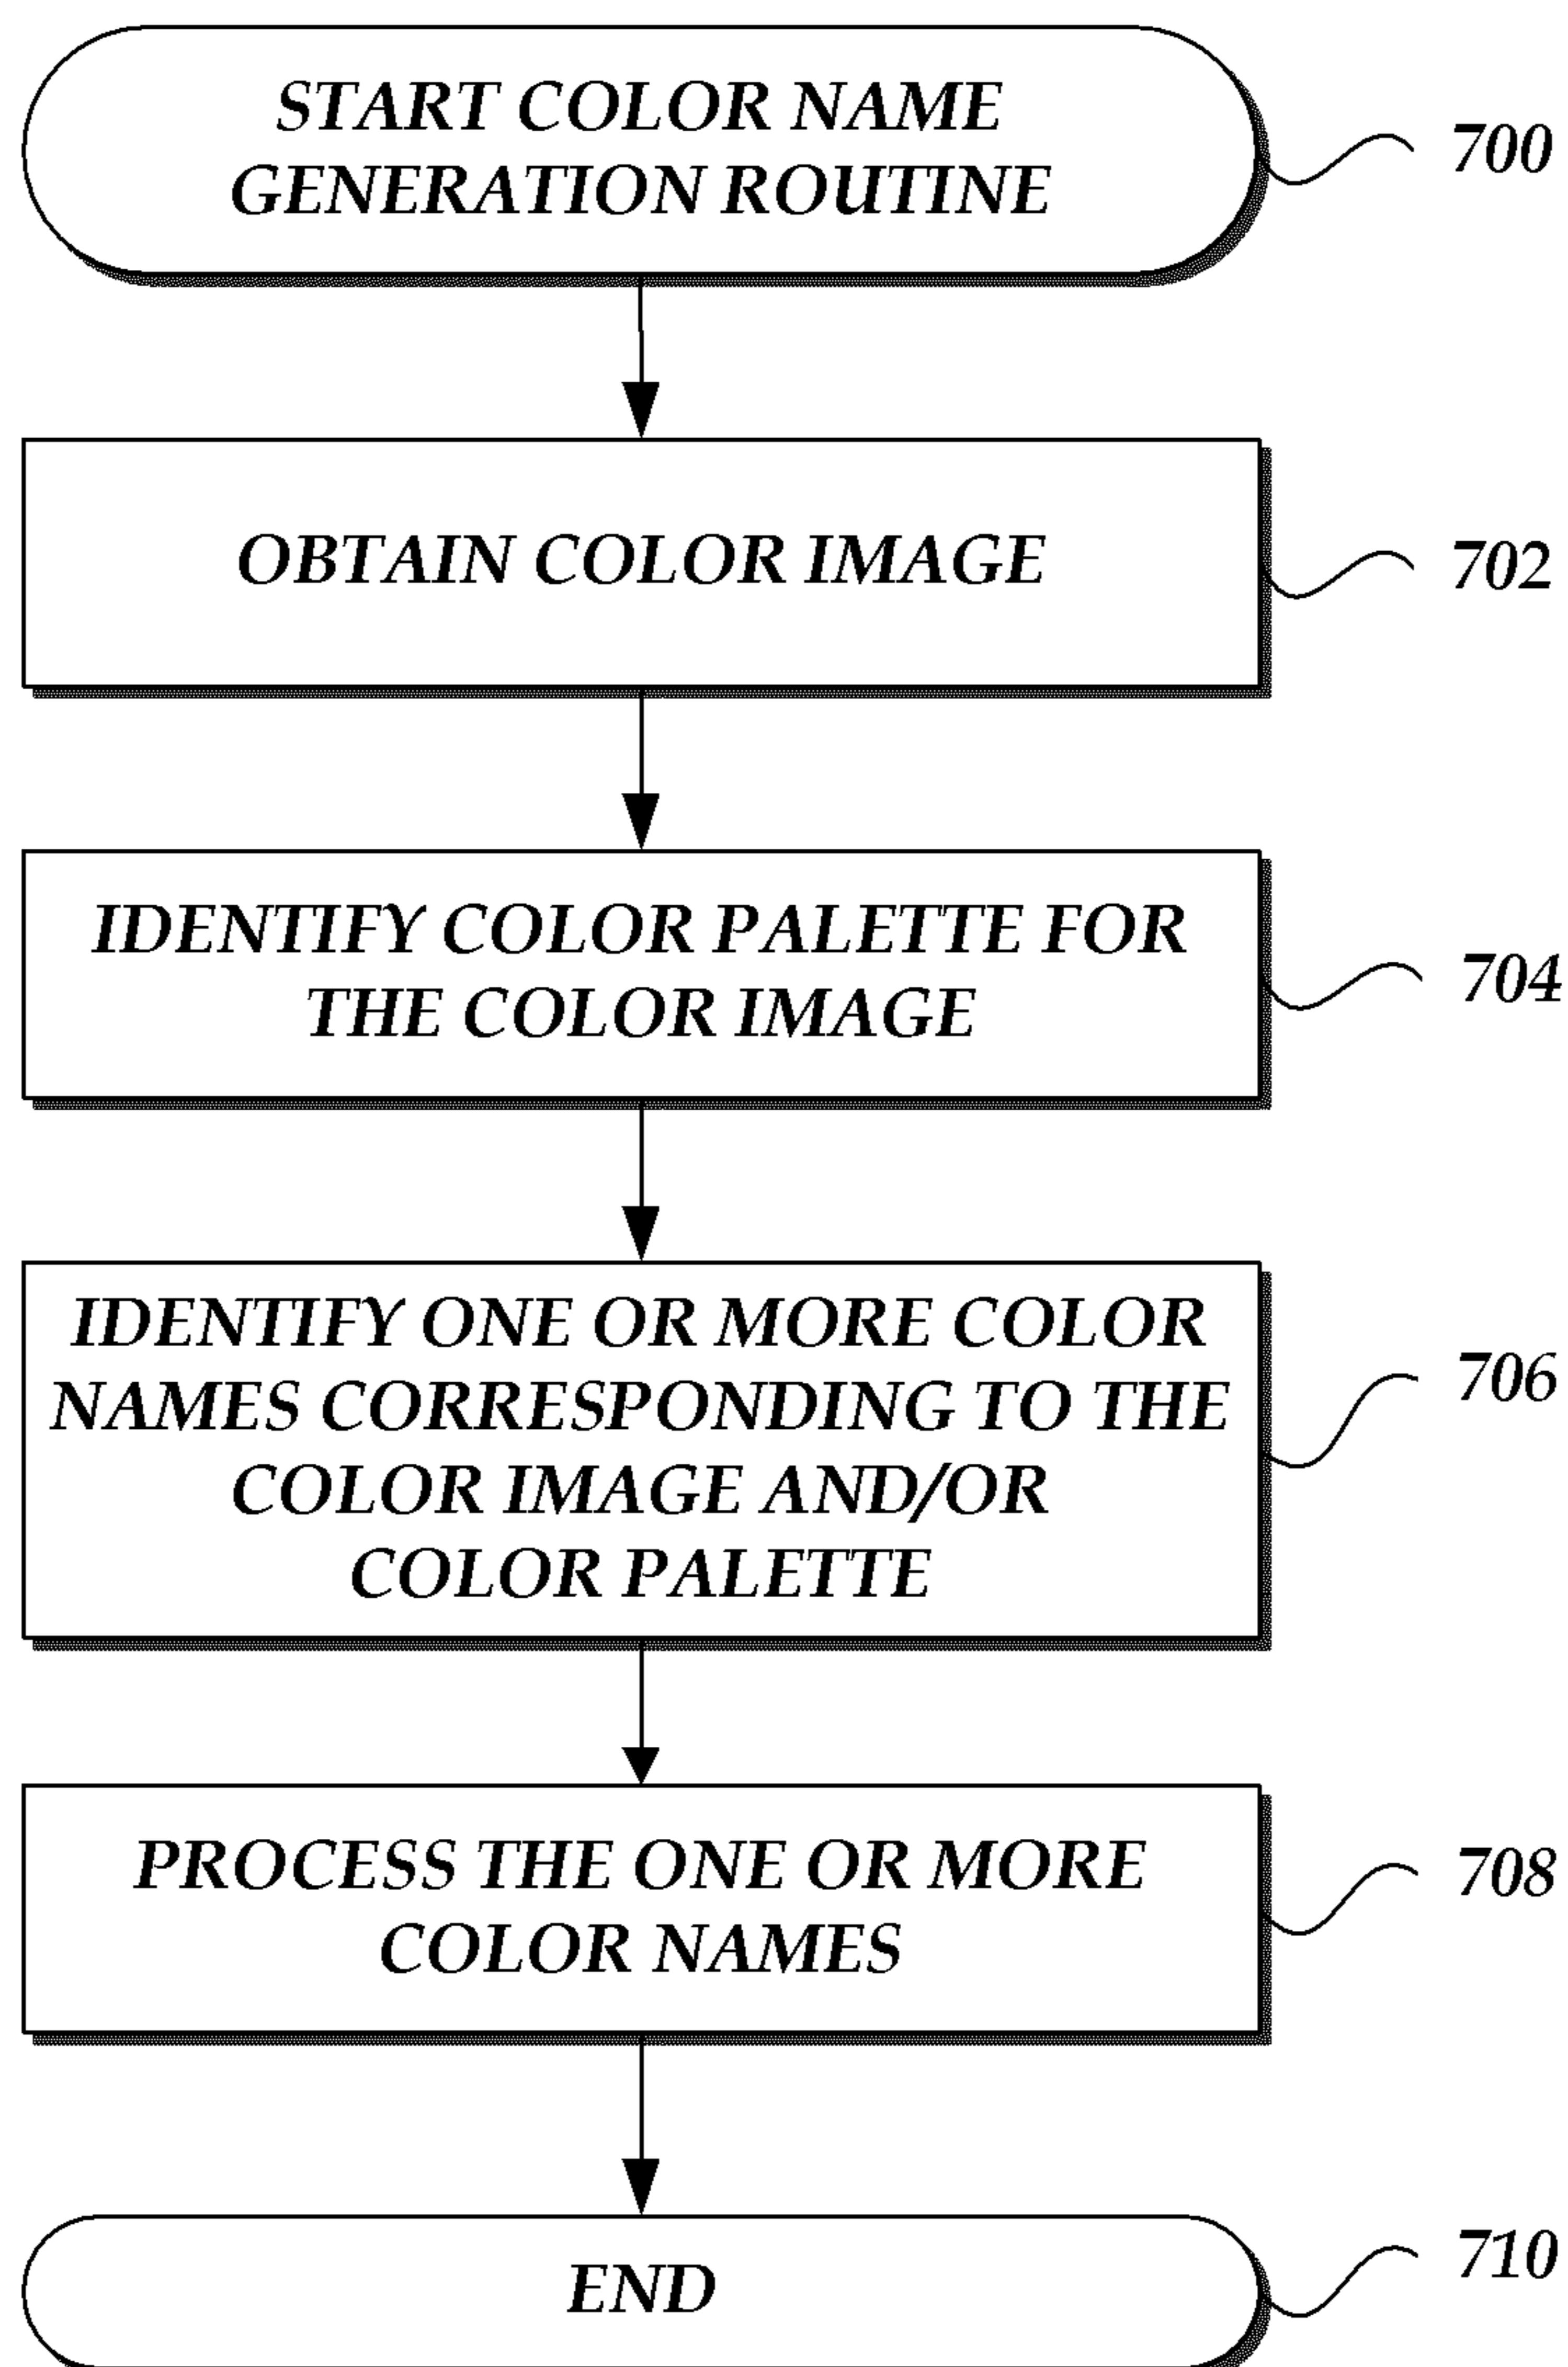 START COLOR NAME
GENERATION ROUTINE
700
OBTAIN COLOR IMAGE
702
IDENTIFY COLOR PALETTE FOR
THE COLOR IMAGE
704
IDENTIFY ONE OR MORE COLOR
NAMES CORRESPONDING TO THE
COLOR IMAGE AND/OR
COLOR PALETTE
706
PROCESS THE ONE OR MORE
COLOR NAMES
708
END
710